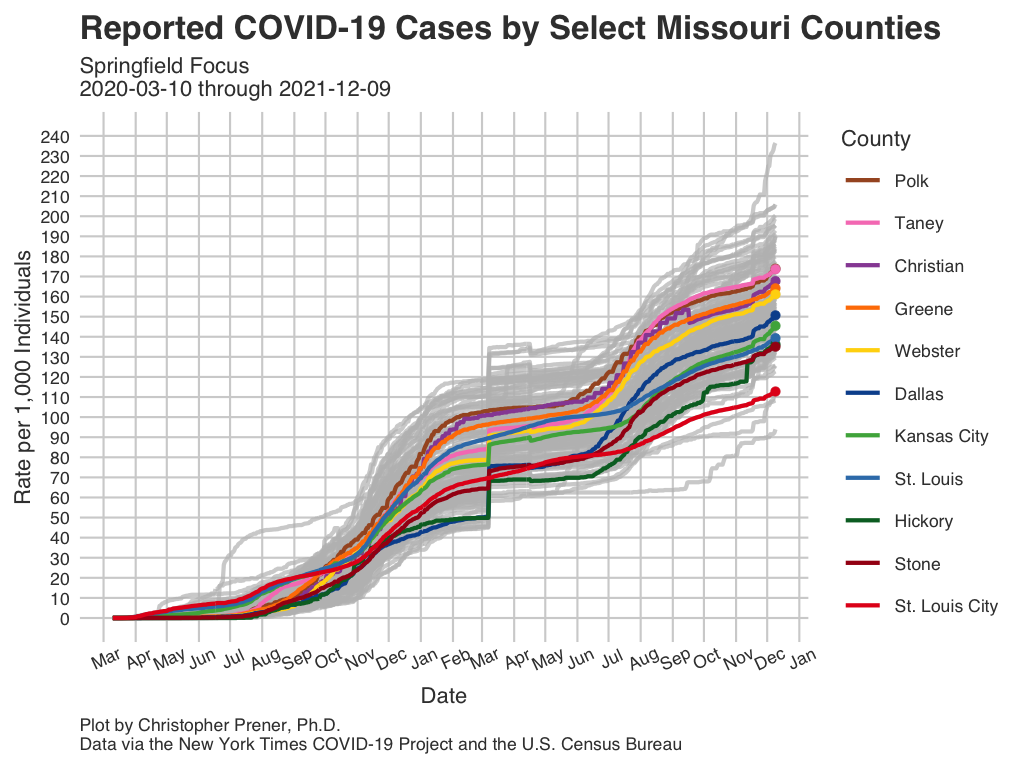 Reported COVID-19 Cases by Select Missouri Counties
Springfield Focus
2020-03-10 through 2021-12-09
Rate per 1,000 Individuals
240
230
220
210
200
190
180
170
160
150
140
130
120
110
100
90
80
70
60
50
40
30
20
10
0
Mar Apr May Jun Jul Aug Sep Oct Nov Dec Jan Feb Mar Apr May Jun Jul Aug Sep Oct Nov Dec Jan
Date
County
Polk
Taney
Christian
Greene
Webster
Dallas
Kansas City
St. Louis
Hickory
Stone
St. Louis City
Plot by Christopher Prener, Ph.D.
Data via the New York Times COVID-19 Project and the U.S. Census Bureau